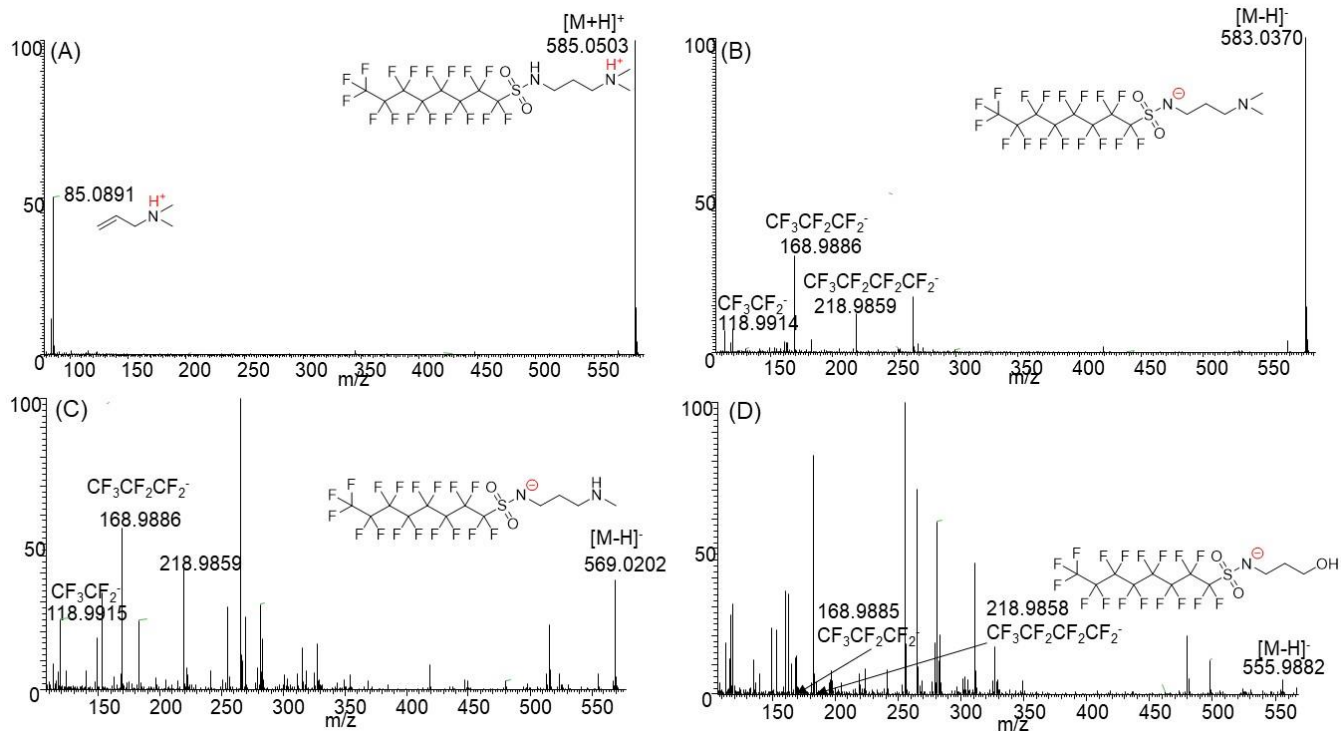 (A)
[M+H]+
585.0503
100
50
0
85.0891
H+
N
F F F F F F F F F F F F F F F F F
O
S
O
H
N
H+
N
100 150 200 250 300 350 400 450 500 550
m/z
(B)
[M-H]-
583.0370
100
50
0
F F F F F F F F F F F F F F F F F
O
S
O
N
N
CF3CF2CF2-
168.9886
CF3CF2CF2CF2-
218.9859
CF3CF2-
118.9914
150 200 250 300 350 400 450 500 550
m/z
(C)
100
50
0
F F F F F F F F F F F F F F F F F
O
S
O
N
H
N
CF3CF2CF2-
168.9886
218.9859
CF3CF2-
118.9915
[M-H]-
569.0202
150 200 250 300 350 400 450 500 550
m/z
(D)
100
50
0
F F F F F F F F F F F F F F F F F
O
S
O
N
OH
168.9885
CF3CF2CF2-
218.9858
CF3CF2CF2CF2-
[M-H]-
555.9882
150 200 250 300 350 400 450 500 550
m/z